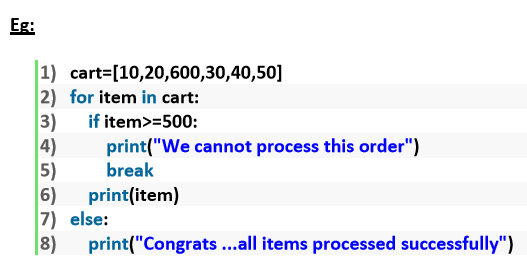 Eg:
1) cart=[10,20,600,30,40,50]
2) for item in cart:
3)    if item>=500:
4)       print("We cannot process this order")
5)       break
6)    print(item)
7) else:
8)    print("Congrats ...all items processed successfully")